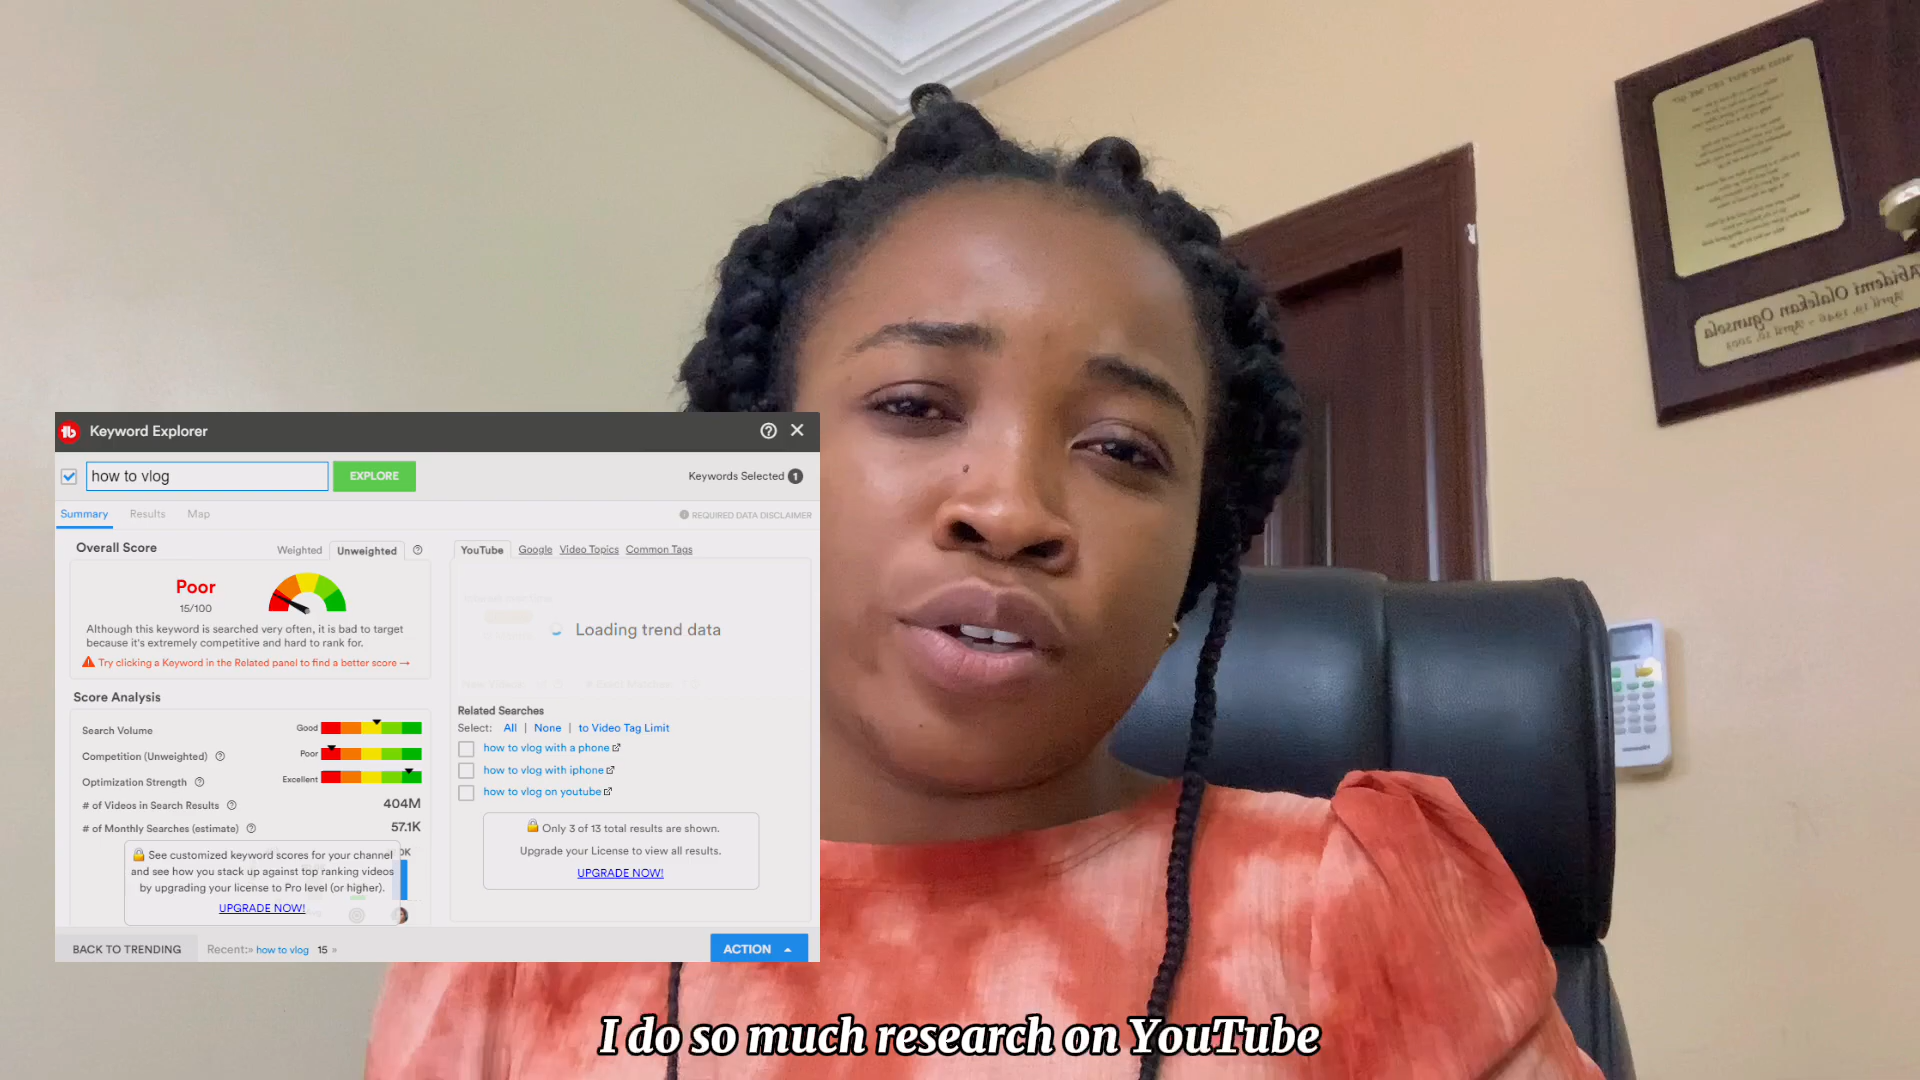 Keyword Explorer
how to vlog
EXPLORE
Keywords Selected 1
Summary
Results
Map
REQUIRED DATA DISCLAIMER
Overall Score
Weighted
Unweighted
Poor
15/100
Although this keyword is searched very often, it is bad to target
because it's extremely competitive and hard to rank for.
Try clicking a Keyword in the Related panel to find a better score →
Score Analysis
Search Volume
Good
Competition (Unweighted)
Poor
Optimization Strength
Excellent
# of Videos in Search Results
404M
# of Monthly Searches (estimate)
57.1K
See customized keyword scores for your channel
and see how you stack up against top ranking videos
by upgrading your license to Pro level (or higher).
UPGRADE NOW!
YouTube
Google
Video Topics
Common Tags
Loading trend data
Related Searches
Select: All | None | to Video Tag Limit
how to vlog with a phone
how to vlog with iphone
how to vlog on youtube
Only 3 of 13 total results are shown.
Upgrade your License to view all results.
UPGRADE NOW!
BACK TO TRENDING
Recent:» how to vlog 15 »
ACTION
Abidemi Olalekan Ogunsola
I do so much research on YouTube